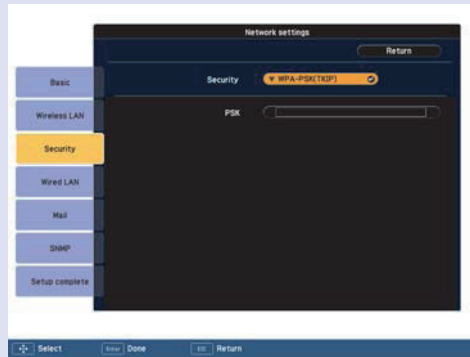 Network settings
Return
Basic
Security WPA-PSK(TKIP)
Wireless LAN
PSK
Security
Wired LAN
Mail
SNMP
Setup complete
Select Enter Done Esc Return